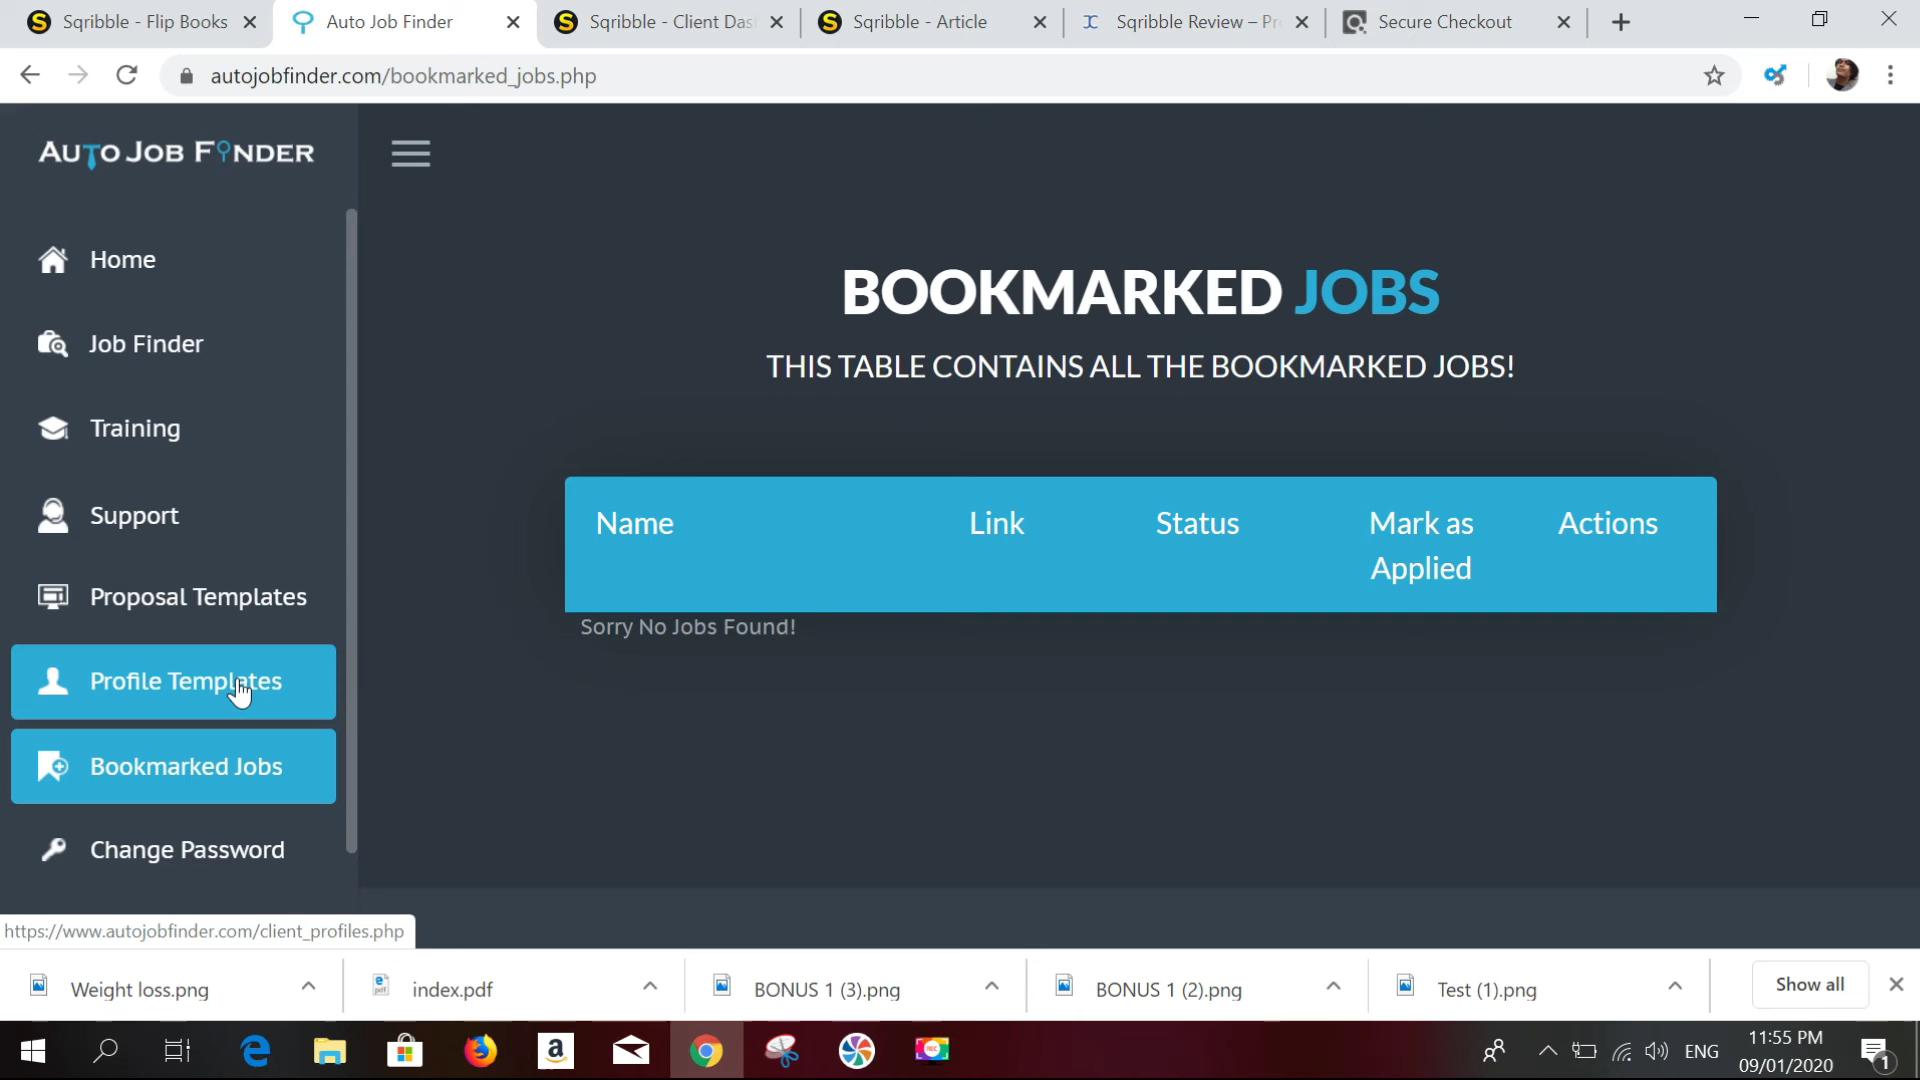 Sqribble - Flip Books
Auto Job Finder
Sqribble - Client Das
Sqribble - Article
Sqribble Review – Pr
Secure Checkout
autojobfinder.com/bookmarked_jobs.php
AUTO JOB FINDER
Home
Job Finder
Training
Support
Proposal Templates
Profile Templates
Bookmarked Jobs
Change Password
BOOKMARKED JOBS
THIS TABLE CONTAINS ALL THE BOOKMARKED JOBS!
Name Link Status Mark as Applied Actions
Sorry No Jobs Found!
https://www.autojobfinder.com/client_profiles.php
Weight loss.png
index.pdf
BONUS 1 (3).png
BONUS 1 (2).png
Test (1).png
Show all
ENG
11:55 PM
09/01/2020
1